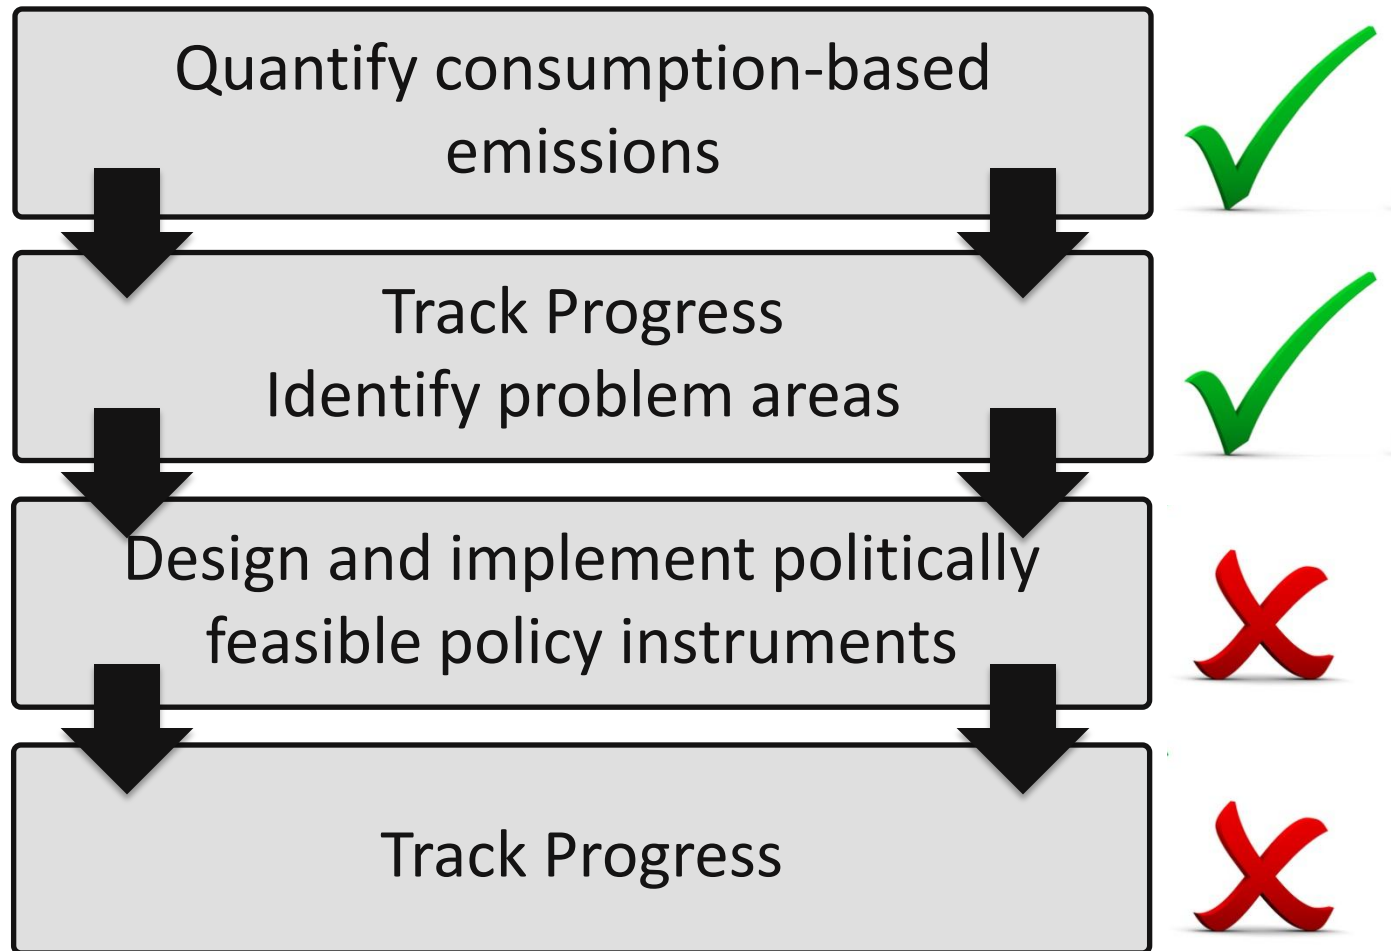 Quantify consumption-based
emissions
Track Progress
Identify problem areas
Design and implement politically
feasible policy instruments
Track Progress